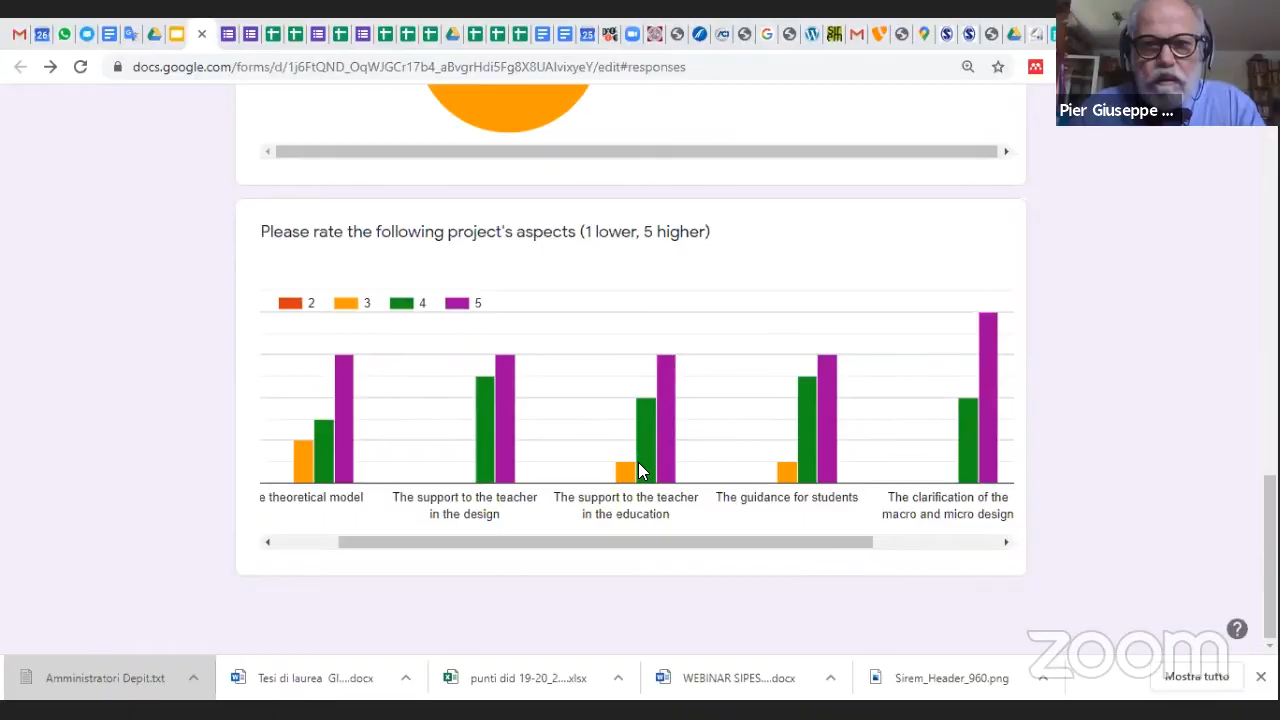 26
25
docs.google.com/forms/d/1j6FtQND_OqWJGCr17b4_aBvgrHdi5Fg8X8UAlvixyeY/edit#responses
Pier Giuseppe ...
Please rate the following project's aspects (1 lower, 5 higher)
2 3 4 5
e theoretical model
The support to the teacher
in the design
The support to the teacher
in the education
The guidance for students
The clarification of the
macro and micro design
?
zoom
Amministratori Depit.txt
Tesi di laurea GI....docx
punti did 19-20_2....xlsx
WEBINAR SIPES....docx
Sirem_Header_960.png
Mostra tutto